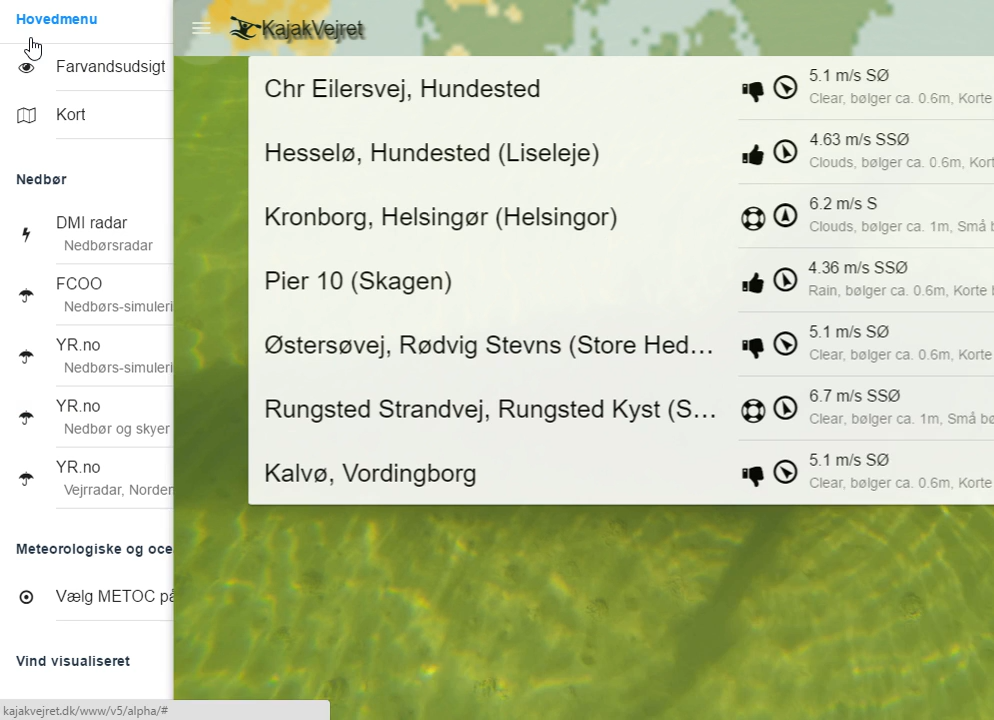 Hovedmenu
Farvandsudsigt
Kort
Nedbør
DMI radar
Nedbørsradar
FCOO
Nedbørs-simuleri
YR.no
Nedbørs-simuleri
YR.no
Nedbør og skyer
YR.no
Vejrradar, Norden
Meteorologiske og oce
Vælg METOC på
Vind visualiseret
kajakvejret.dk/www/v5/alpha/#
KajakVejret
Chr Eilersvej, Hundested
5.1 m/s SØ
Clear, bølger ca. 0.6m, Korte
Hesselø, Hundested (Liseleje)
4.63 m/s SSØ
Clouds, bølger ca. 0.6m, Kort
Kronborg, Helsingør (Helsingor)
6.2 m/s S
Clouds, bølger ca. 1m, Små b
Pier 10 (Skagen)
4.36 m/s SSØ
Rain, bølger ca. 0.6m, Korte b
Østersøvej, Rødvig Stevns (Store Hed...
5.1 m/s SØ
Clear, bølger ca. 0.6m, Korte
Rungsted Strandvej, Rungsted Kyst (S...
6.7 m/s SSØ
Clear, bølger ca. 1m, Små bø
Kalvø, Vordingborg
5.1 m/s SØ
Clear, bølger ca. 0.6m, Korte